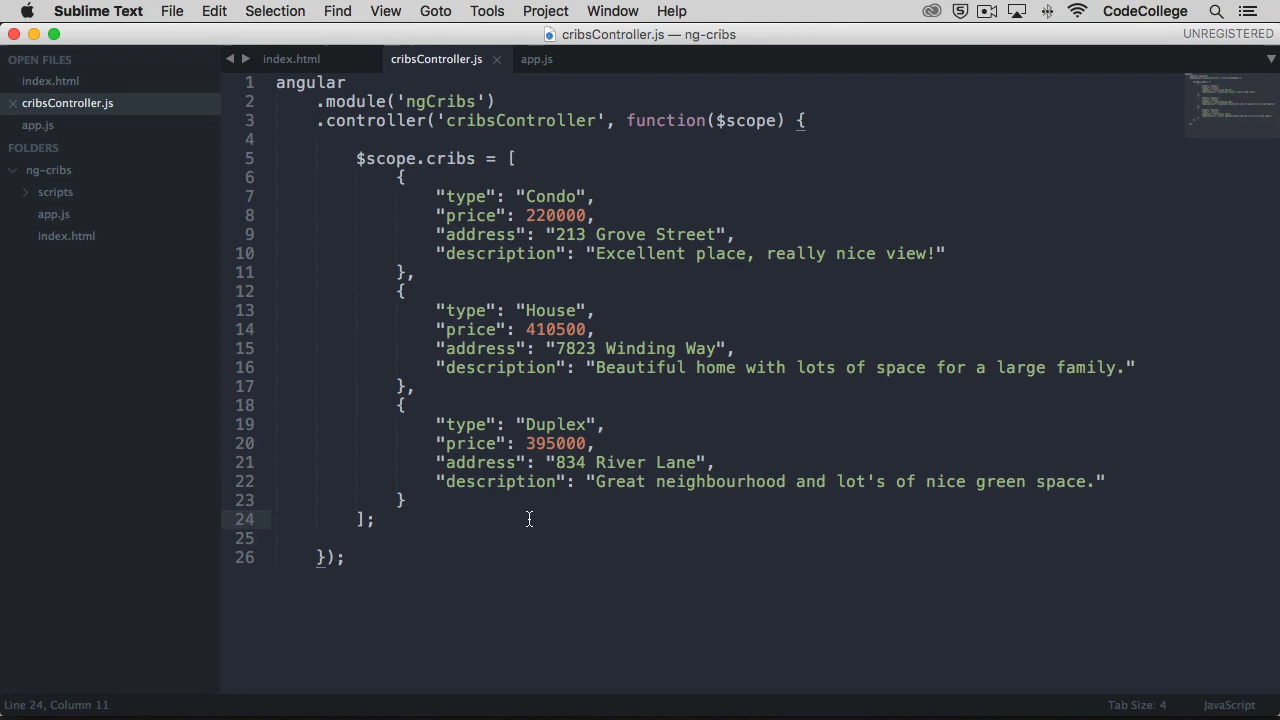 Sublime Text File Edit Selection Find View Goto Tools Project Window Help CodeCollege
cribsController.js — ng-cribs UNREGISTERED
OPEN FILES
index.html
cribsController.js
app.js
FOLDERS
ng-cribs
scripts
app.js
index.html
index.html cribsController.js app.js
1 angular
2 .module('ngCribs')
3 .controller('cribsController', function($scope) {
4
5 $scope.cribs = [
6 {
7 "type": "Condo",
8 "price": 220000,
9 "address": "213 Grove Street",
10 "description": "Excellent place, really nice view!"
11 },
12 {
13 "type": "House",
14 "price": 410500,
15 "address": "7823 Winding Way",
16 "description": "Beautiful home with lots of space for a large family."
17 },
18 {
19 "type": "Duplex",
20 "price": 395000,
21 "address": "834 River Lane",
22 "description": "Great neighbourhood and lot's of nice green space."
23 }
24 ];
25
26 });
Line 24, Column 11 Tab Size: 4 JavaScript